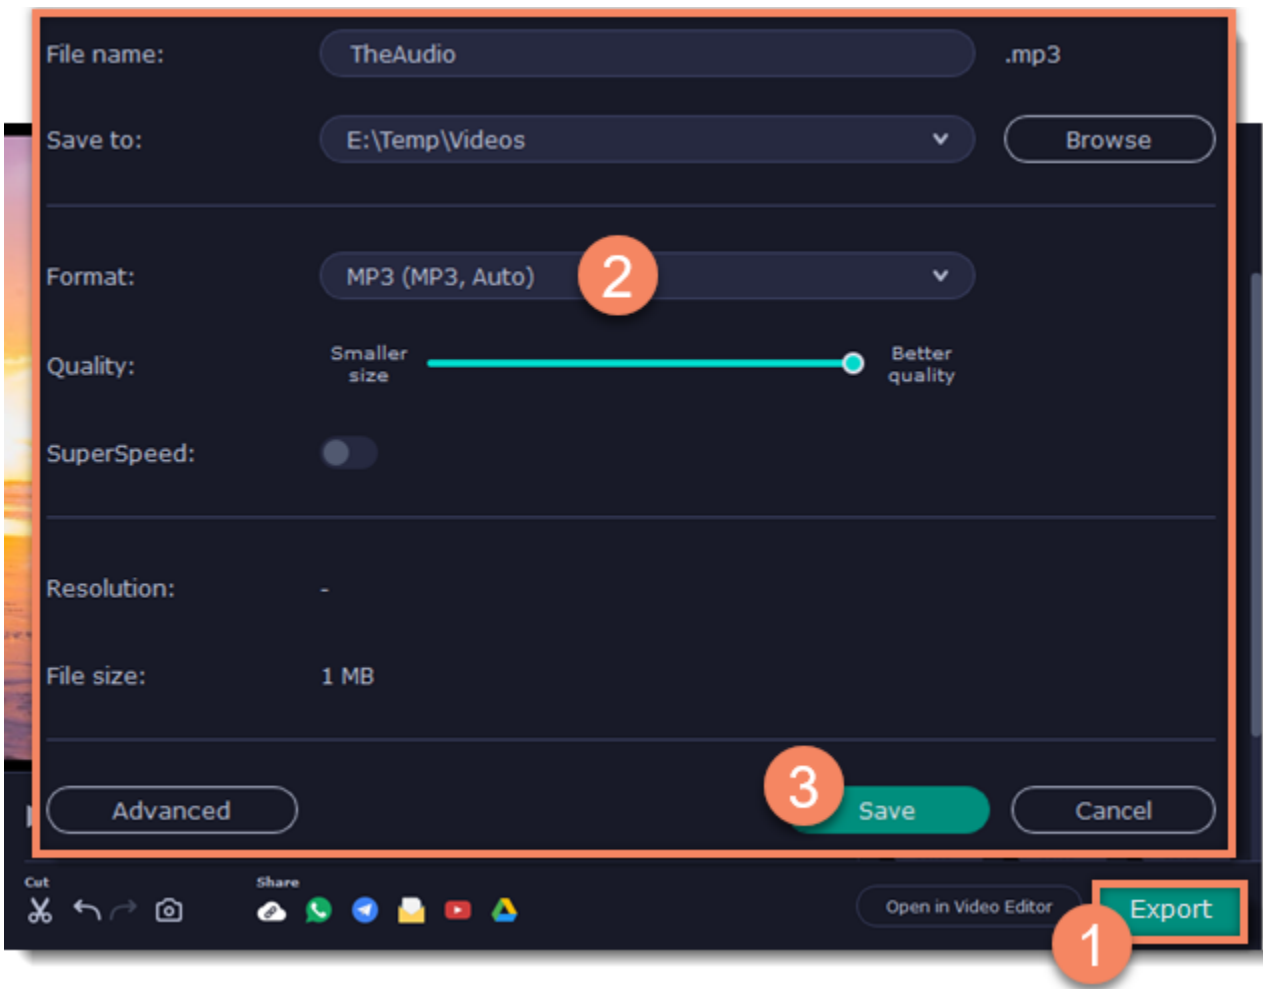 File name: TheAudio .mp3
Save to: E:\Temp\Videos Browse
Format: MP3 (MP3, Auto) 2
Quality: Smaller size Better quality
SuperSpeed:
Resolution: -
File size: 1 MB
Advanced 3 Save Cancel
Cut Share
Open in Video Editor 1 Export